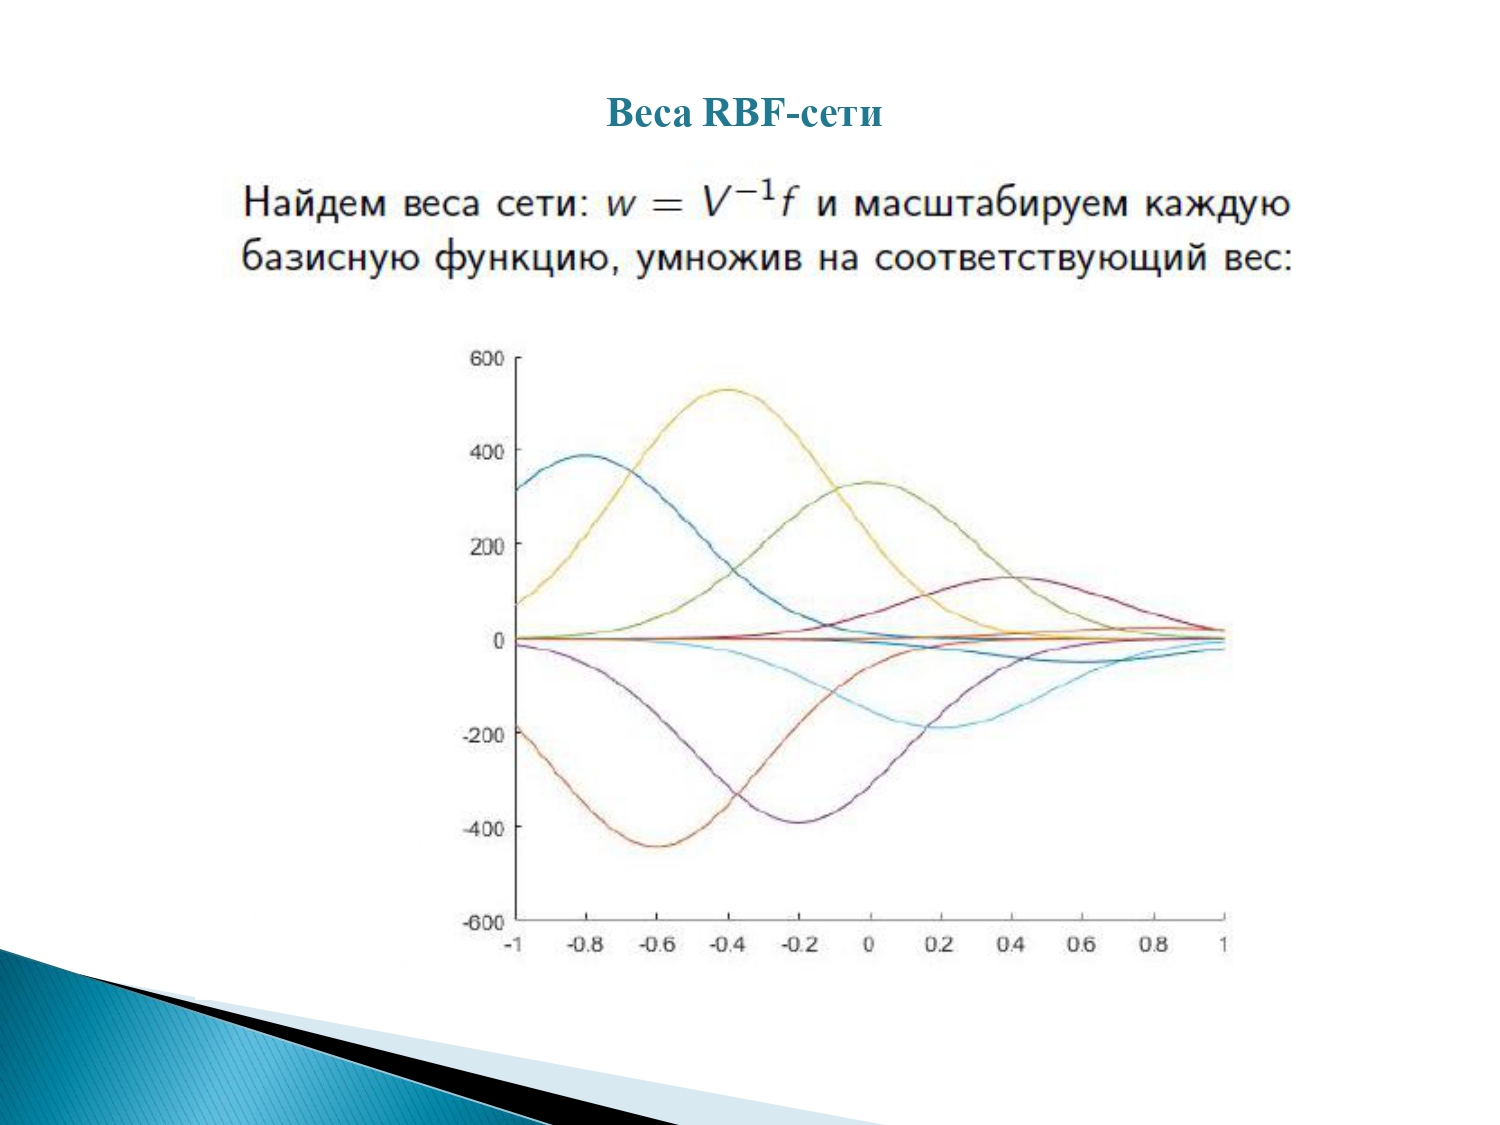 Веса RBF-сети
Найдем веса сети: w = V⁻¹f и масштабируем каждую
базисную функцию, умножив на соответствующий вес:
600
400
200
0
-200
-400
-600
-1 -0.8 -0.6 -0.4 -0.2 0 0.2 0.4 0.6 0.8 1